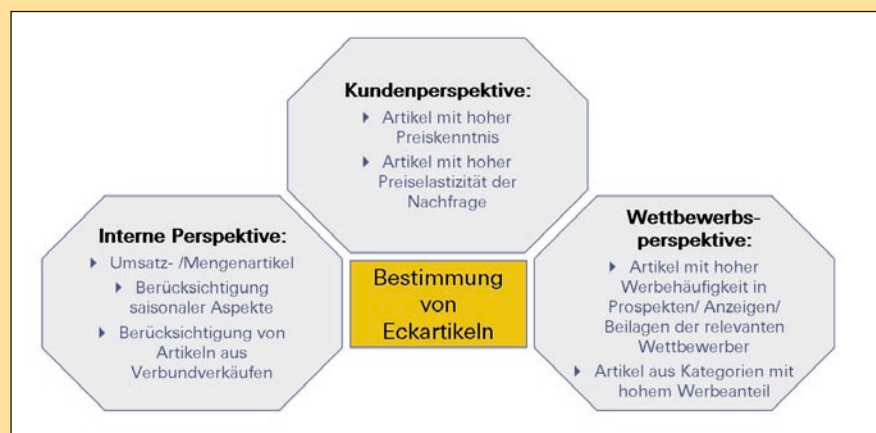 Kundenperspektive:
Artikel mit hoher
Preiskenntnis
Artikel mit hoher
Preiselastizität der
Nachfrage
Interne Perspektive:
Umsatz- /Mengenartikel
Berücksichtigung
saisonaler Aspekte
Berücksichtigung von
Artikeln aus
Verbundverkäufen
Bestimmung
von
Eckartikeln
Wettbewerbs-
perspektive:
Artikel mit hoher
Werbehäufigkeit in
Prospekten/ Anzeigen/
Beilagen der relevanten
Wettbewerber
Artikel aus Kategorien mit
hohem Werbeanteil